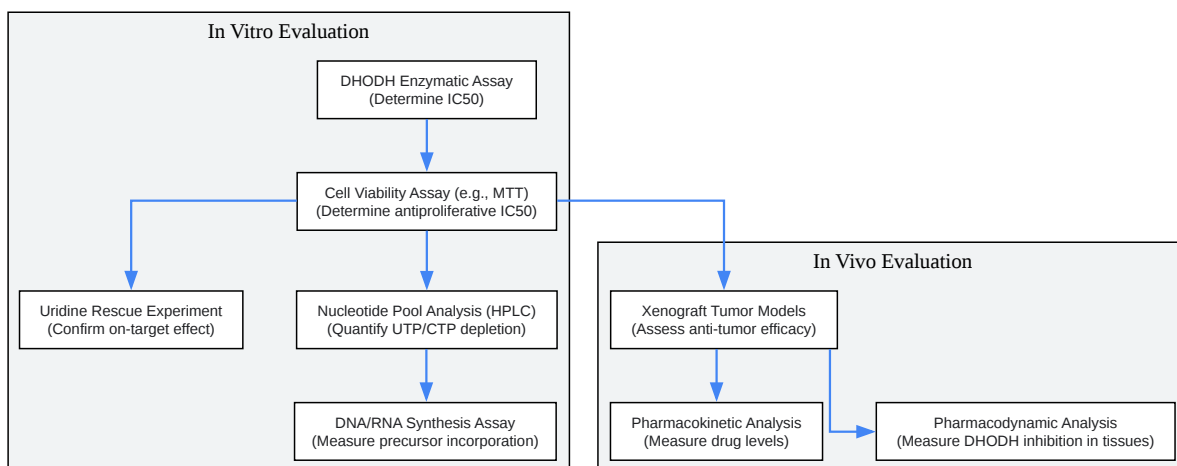 In Vitro Evaluation
DHODH Enzymatic Assay
(Determine IC50)
Cell Viability Assay (e.g., MTT)
(Determine antiproliferative IC50)
Uridine Rescue Experiment
(Confirm on-target effect)
Nucleotide Pool Analysis (HPLC)
(Quantify UTP/CTP depletion)
DNA/RNA Synthesis Assay
(Measure precursor incorporation)
In Vivo Evaluation
Xenograft Tumor Models
(Assess anti-tumor efficacy)
Pharmacokinetic Analysis
(Measure drug levels)
Pharmacodynamic Analysis
(Measure DHODH inhibition in tissues)